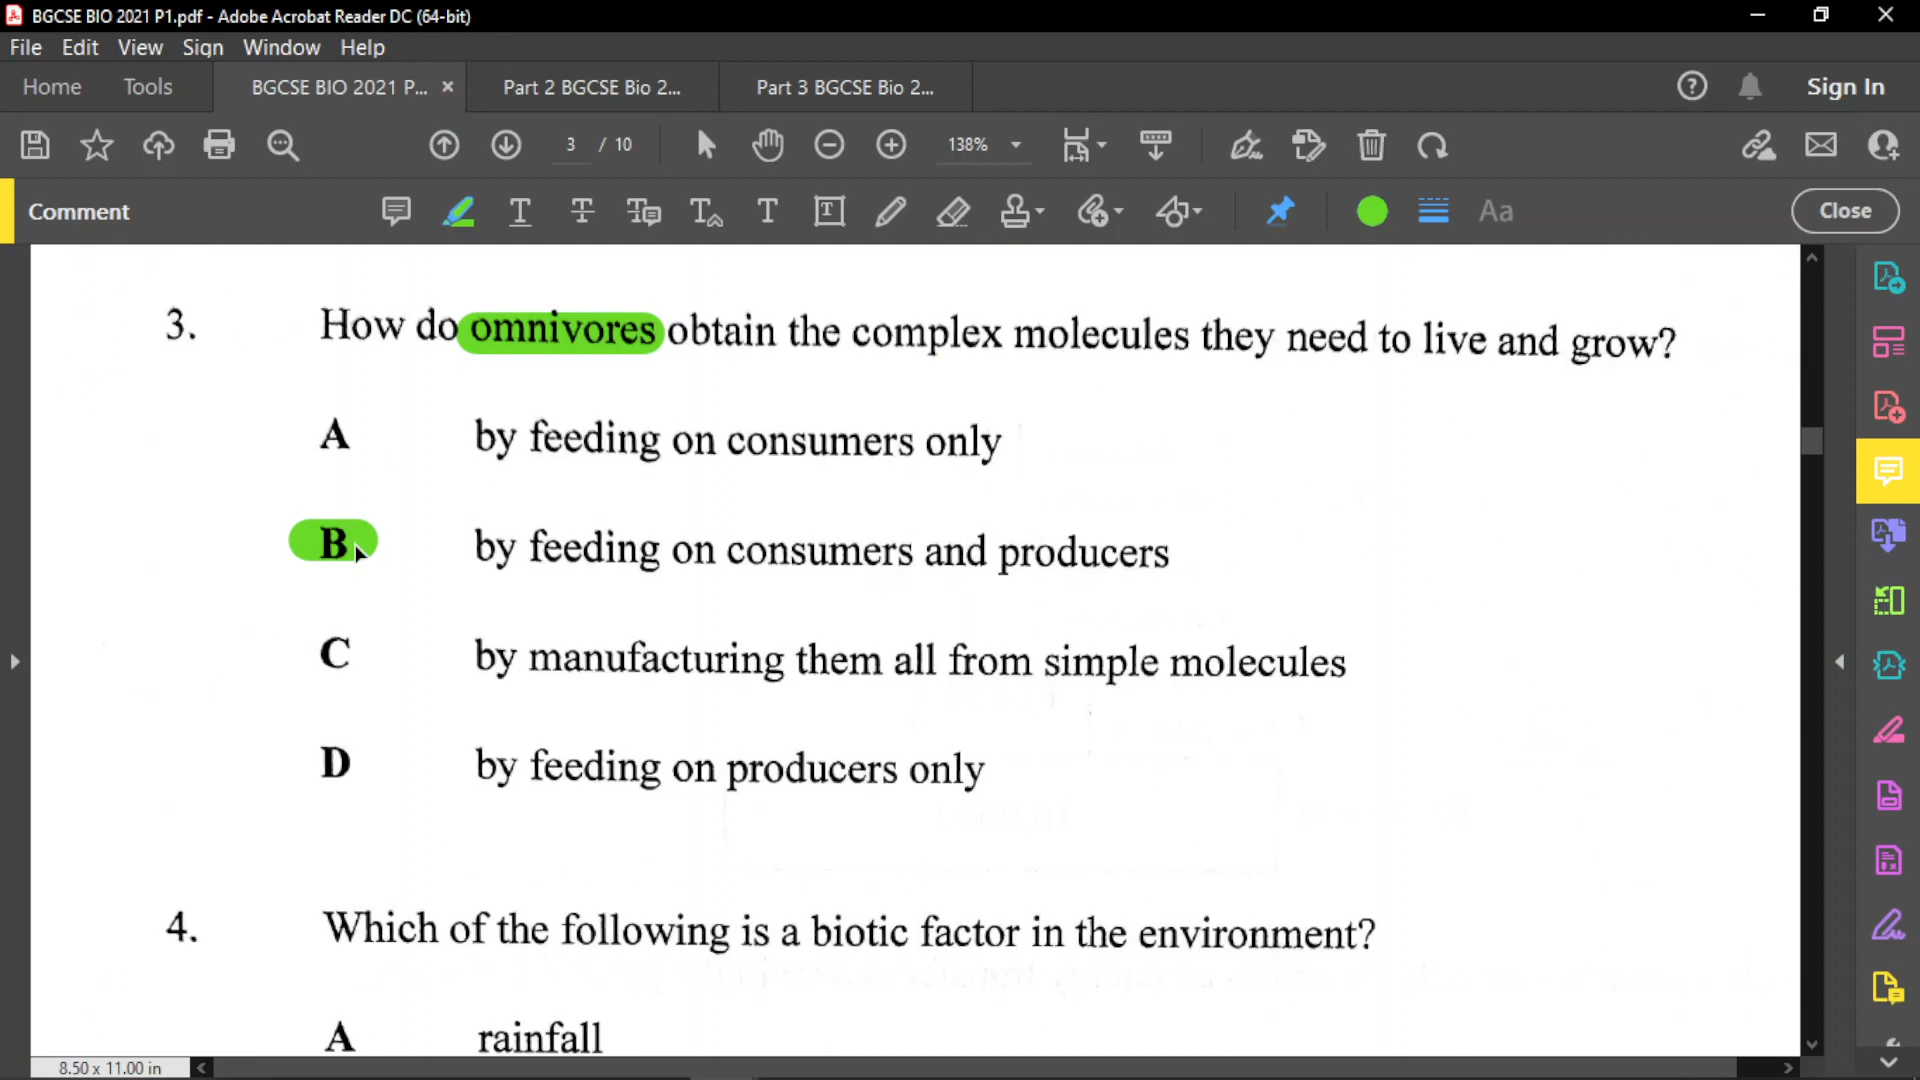 BGCSE BIO 2021 P1.pdf - Adobe Acrobat Reader DC (64-bit)
File Edit View Sign Window Help
Home Tools BGCSE BIO 2021 P... × Part 2 BGCSE Bio 2... Part 3 BGCSE Bio 2... Sign In
3 / 10 138%
Comment Aa Close
3. How do omnivores obtain the complex molecules they need to live and grow?
A by feeding on consumers only
B by feeding on consumers and producers
C by manufacturing them all from simple molecules
D by feeding on producers only
4. Which of the following is a biotic factor in the environment?
A rainfall
8.50 x 11.00 in